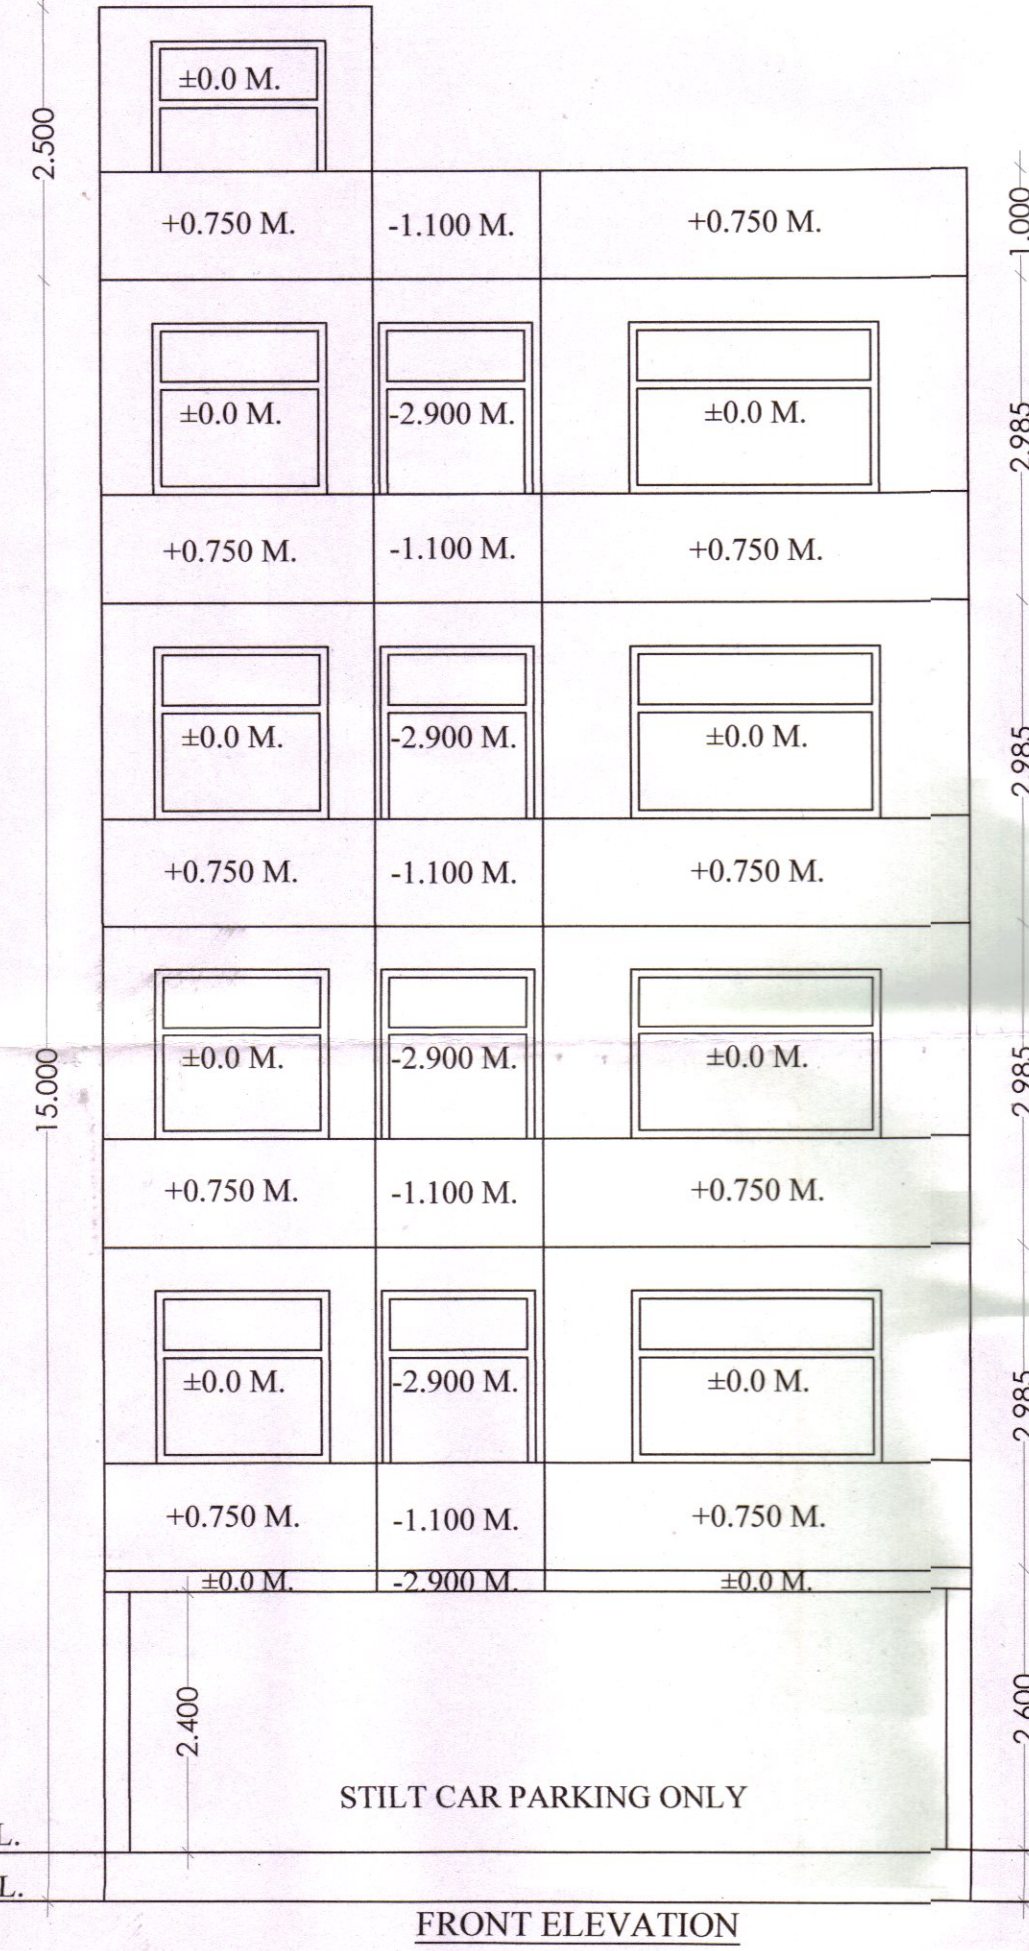 ±0.0 M.
2.500
+0.750 M. -1.100 M. +0.750 M.
1.000
±0.0 M. -2.900 M. ±0.0 M.
2.985
+0.750 M. -1.100 M. +0.750 M.
±0.0 M. -2.900 M. ±0.0 M.
2.985
+0.750 M. -1.100 M. +0.750 M.
±0.0 M. -2.900 M. ±0.0 M.
2.985
15.000
+0.750 M. -1.100 M. +0.750 M.
±0.0 M. -2.900 M. ±0.0 M.
2.985
+0.750 M. -1.100 M. +0.750 M.
±0.0 M. -2.900 M. ±0.0 M.
2.400
2.600
STILT CAR PARKING ONLY
L.
L.
FRONT ELEVATION